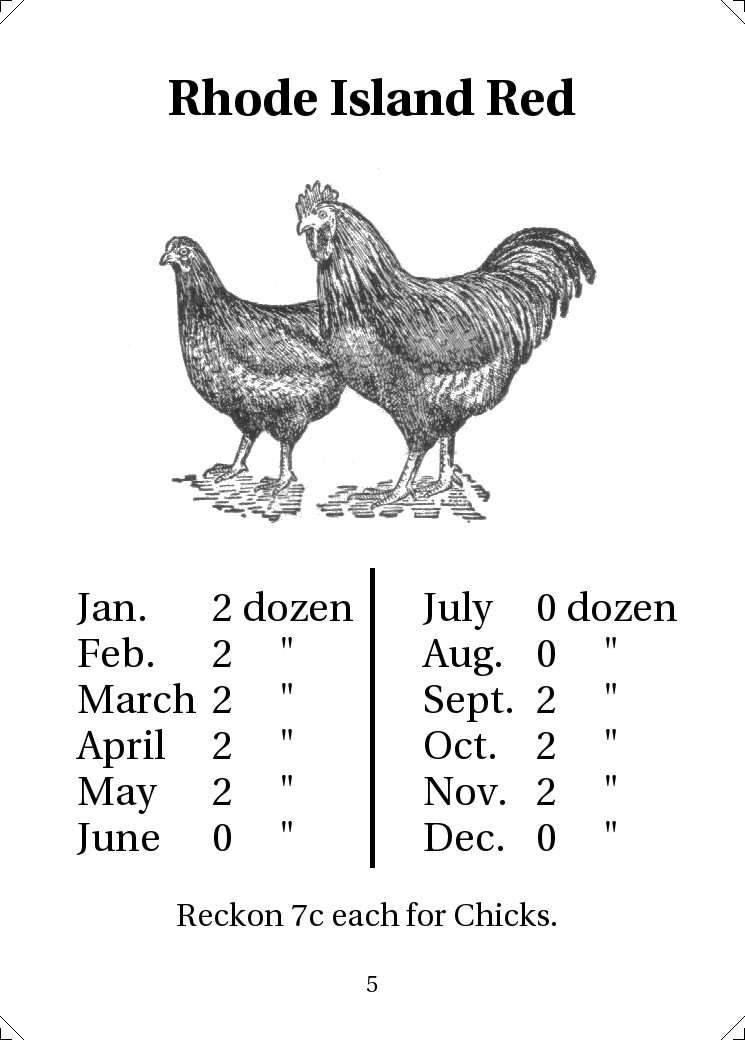 Rhode Island Red
Jan. 2 dozen
Feb. 2 "
March 2 "
April 2 "
May 2 "
June 0 "
July 0 dozen
Aug. 0 "
Sept. 2 "
Oct. 2 "
Nov. 2 "
Dec. 0 "
Reckon 7c each for Chicks.
5